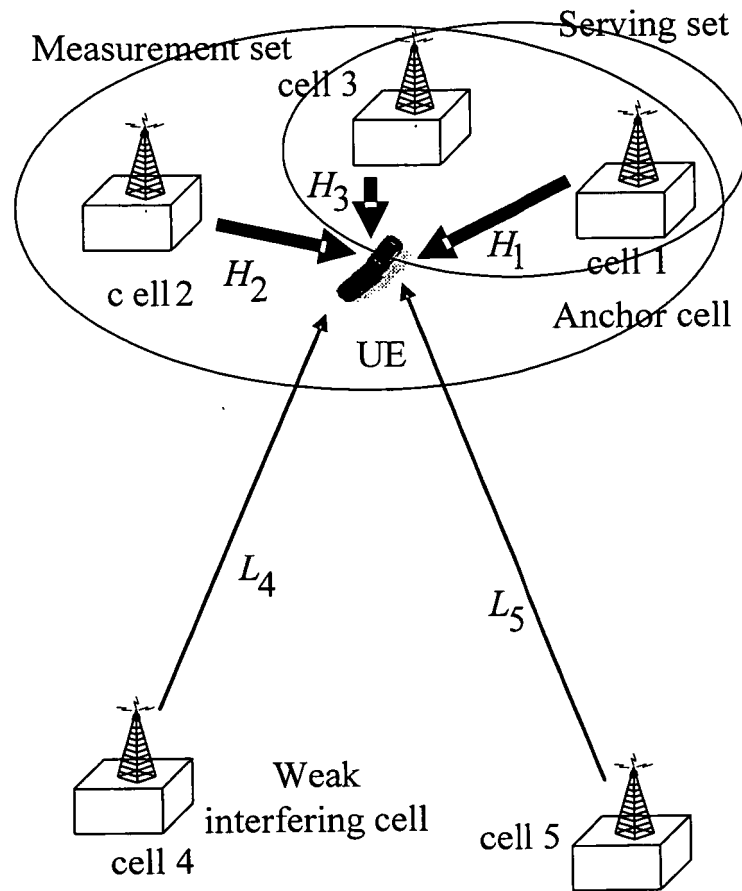 Serving set
Measurement set
cell 3
H3
H1
cell 1
c ell 2
H2
Anchor cell
UE
L4
L5
Weak
interfering cell
cell 5
cell 4